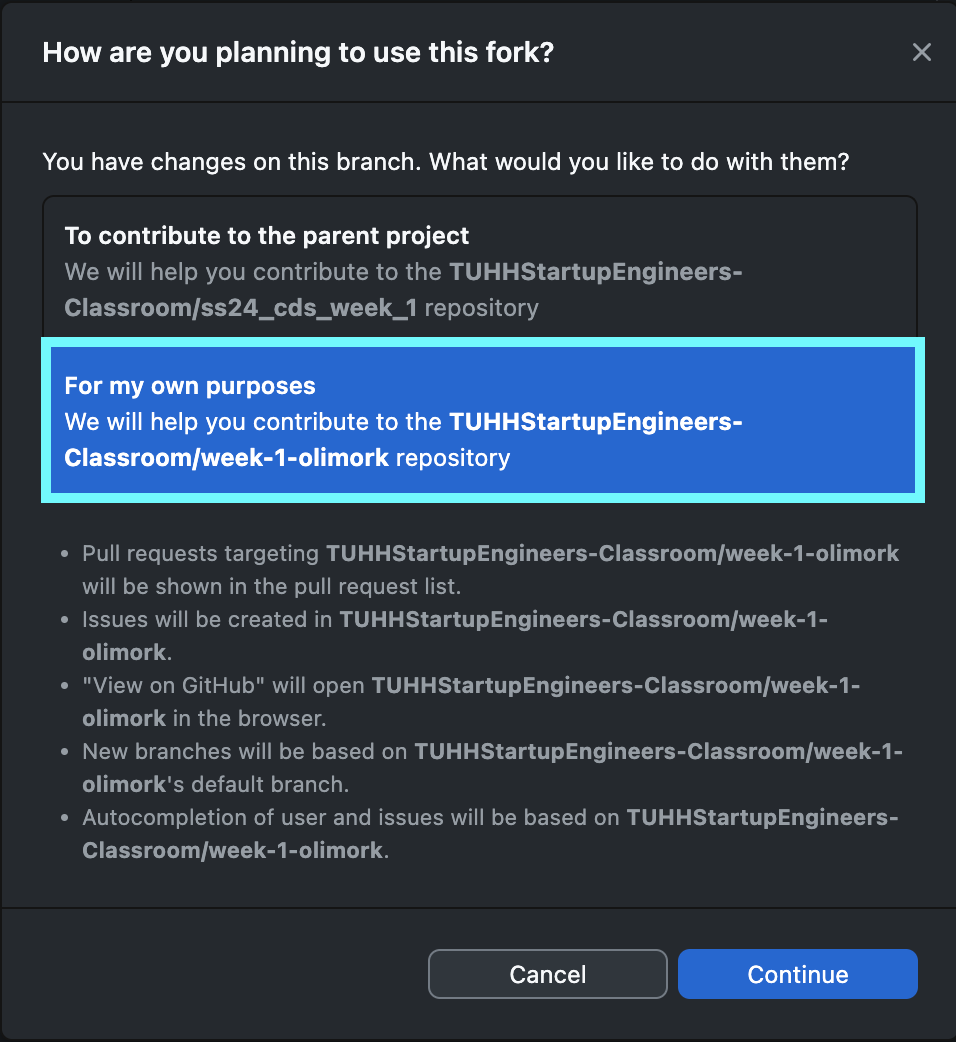 How are you planning to use this fork?
You have changes on this branch. What would you like to do with them?
To contribute to the parent project
We will help you contribute to the TUHHStartupEngineers-
Classroom/ss24_cds_week_1 repository
For my own purposes
We will help you contribute to the TUHHStartupEngineers-
Classroom/week-1-olimork repository
• Pull requests targeting TUHHStartupEngineers-Classroom/week-1-olimork
will be shown in the pull request list.
• Issues will be created in TUHHStartupEngineers-Classroom/week-1-
olimork.
• "View on GitHub" will open TUHHStartupEngineers-Classroom/week-1-
olimork in the browser.
• New branches will be based on TUHHStartupEngineers-Classroom/week-1-
olimork's default branch.
• Autocompletion of user and issues will be based on TUHHStartupEngineers-
Classroom/week-1-olimork.
Cancel
Continue